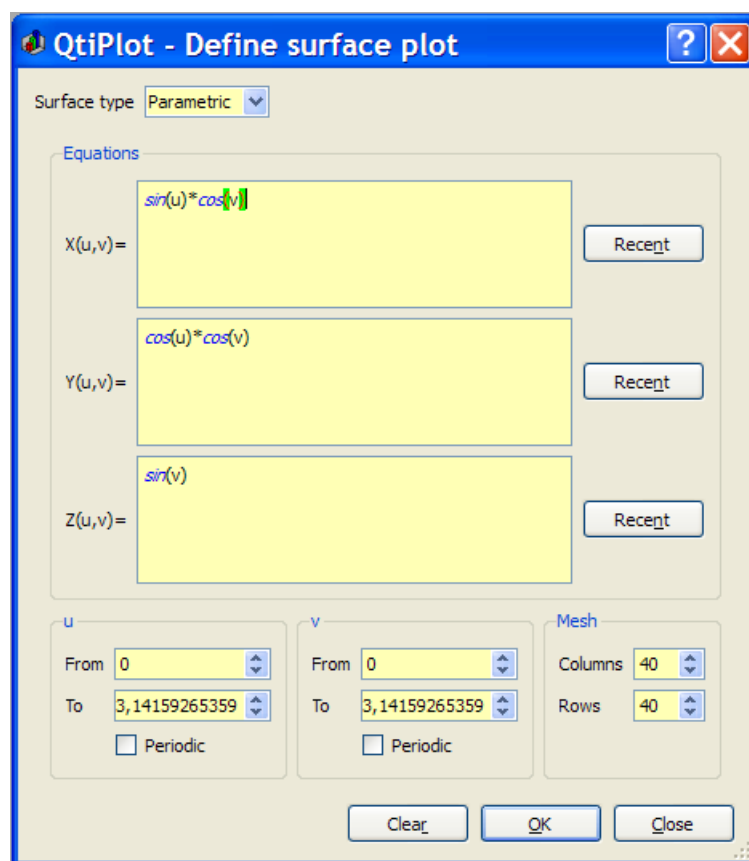 QtiPlot - Define surface plot
Surface type Parametric
Equations
X(u,v)= sin(u)*cos(v) Recent
Y(u,v)= cos(u)*cos(v) Recent
Z(u,v)= sin(v) Recent
u v Mesh
From 0 From 0 Columns 40
To 3,14159265359 To 3,14159265359 Rows 40
Periodic Periodic
Clear OK Close